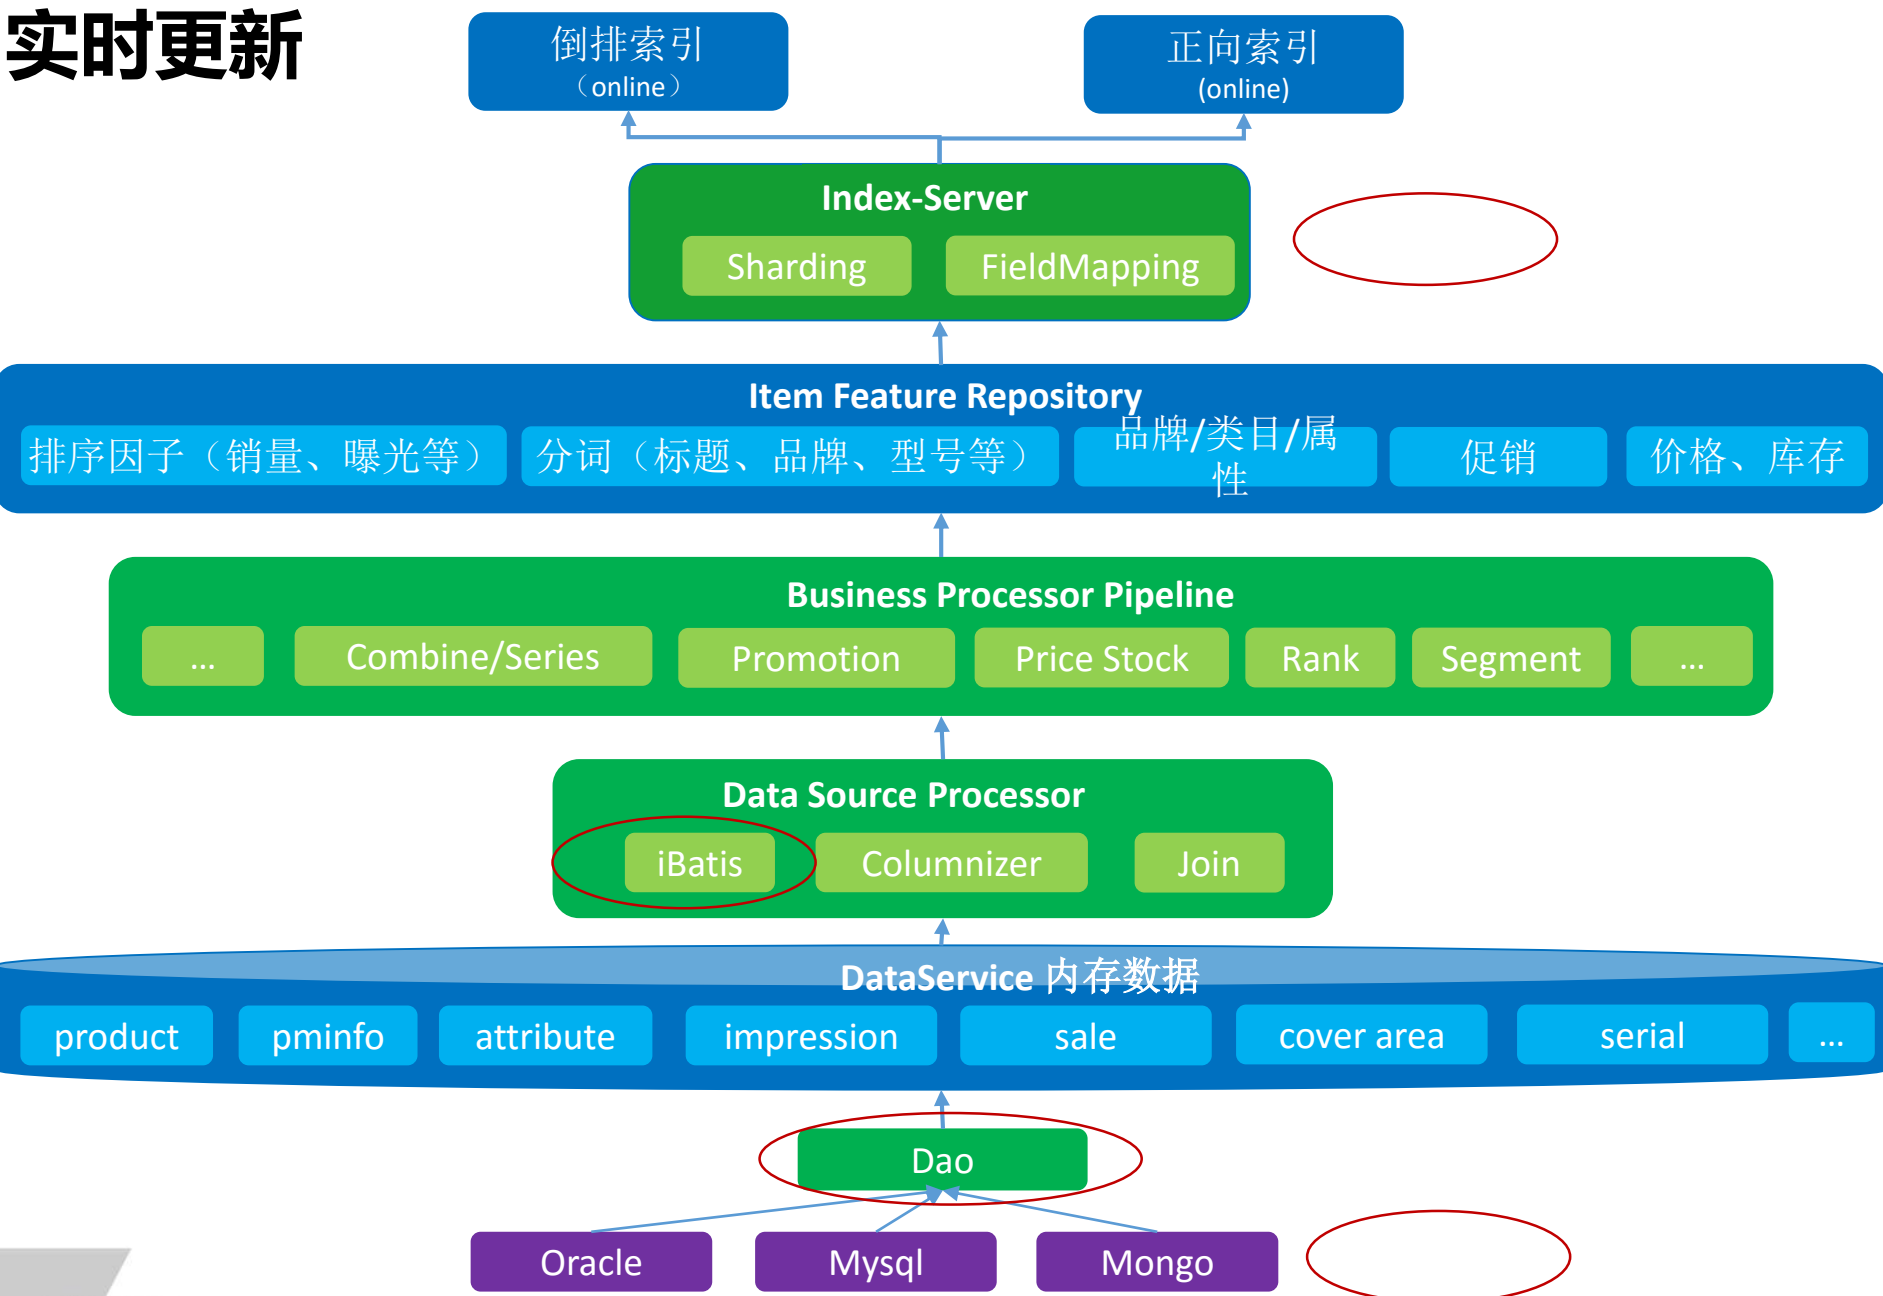 实时更新
倒排索引
（online）
正向索引
(online)
Index-Server
Sharding
FieldMapping
Item Feature Repository
排序因子（销量、曝光等）
分词（标题、品牌、型号等）
品牌/类目/属
性
促销
价格、库存
Business Processor Pipeline
...
Combine/Series
Promotion
Price Stock
Rank
Segment
...
Data Source Processor
iBatis
Columnizer
Join
DataService 内存数据
product
pminfo
attribute
impression
sale
cover area
serial
...
Dao
Oracle
Mysql
Mongo